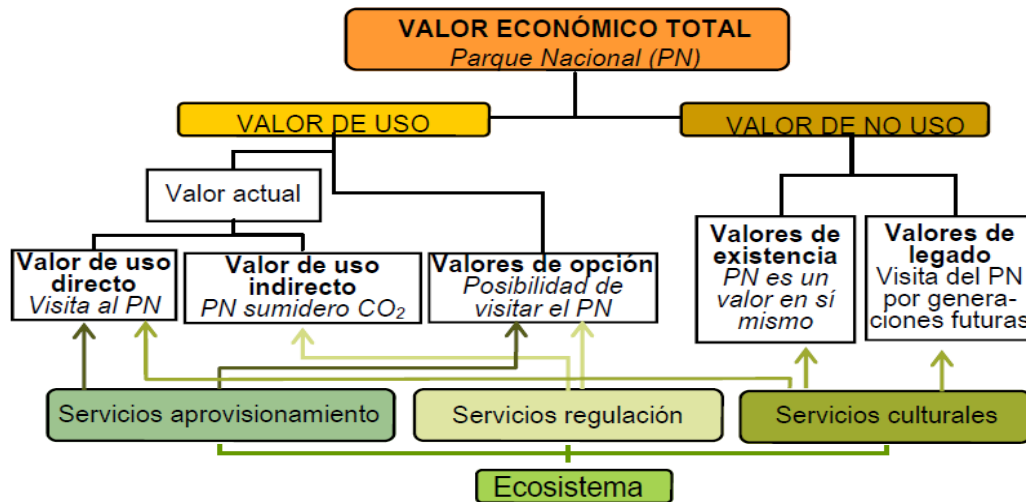 VALOR ECONÓMICO TOTAL
Parque Nacional (PN)
VALOR DE USO
VALOR DE NO USO
Valor actual
Valor de uso
directo
Visita al PN
Valor de uso
indirecto
PN sumidero CO₂
Valores de opción
Posibilidad de
visitar el PN
Valores de
existencia
PN es un
valor en sí
mismo
Valores de
legado
Visita del PN
por genera-
ciones futuras
Servicios aprovisionamiento
Servicios regulación
Servicios culturales
Ecosistema